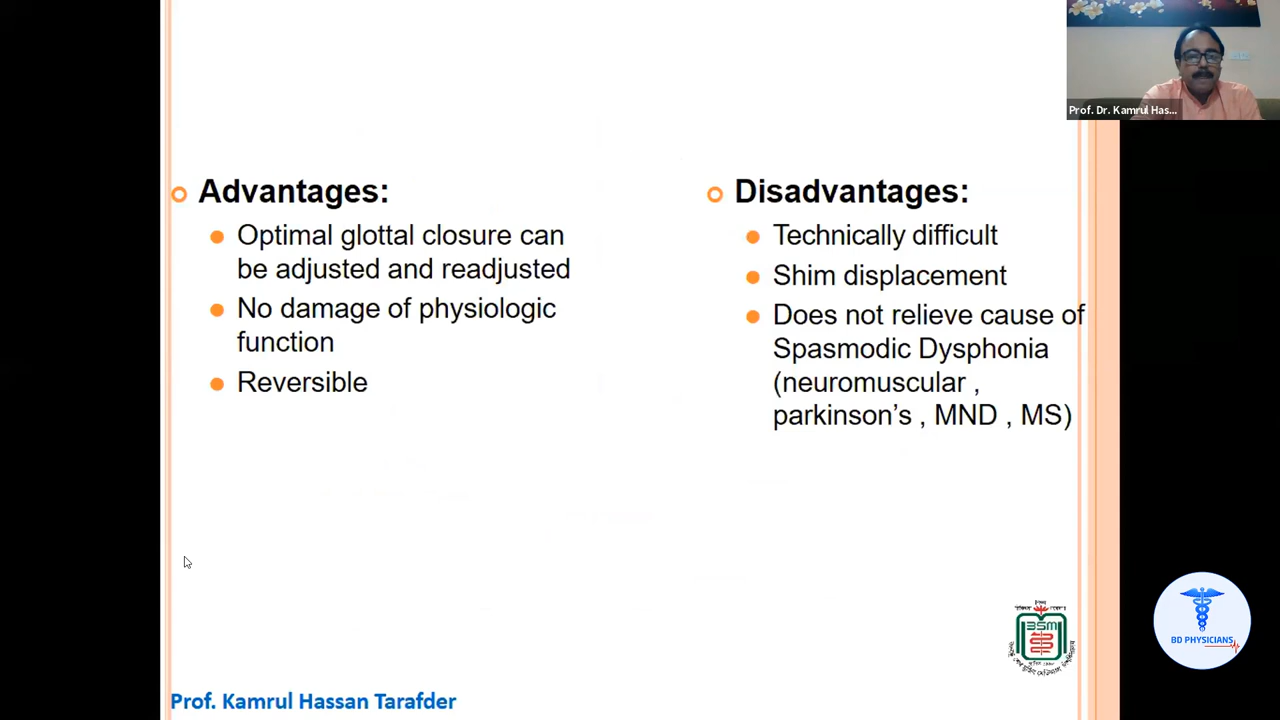 Prof. Dr. Kamrul Has...
Advantages:
Optimal glottal closure can
be adjusted and readjusted
No damage of physiologic
function
Reversible
Disadvantages:
Technically difficult
Shim displacement
Does not relieve cause of
Spasmodic Dysphonia
(neuromuscular ,
parkinson’s , MND , MS)
BSM
BD PHYSICIANS
Prof. Kamrul Hassan Tarafder